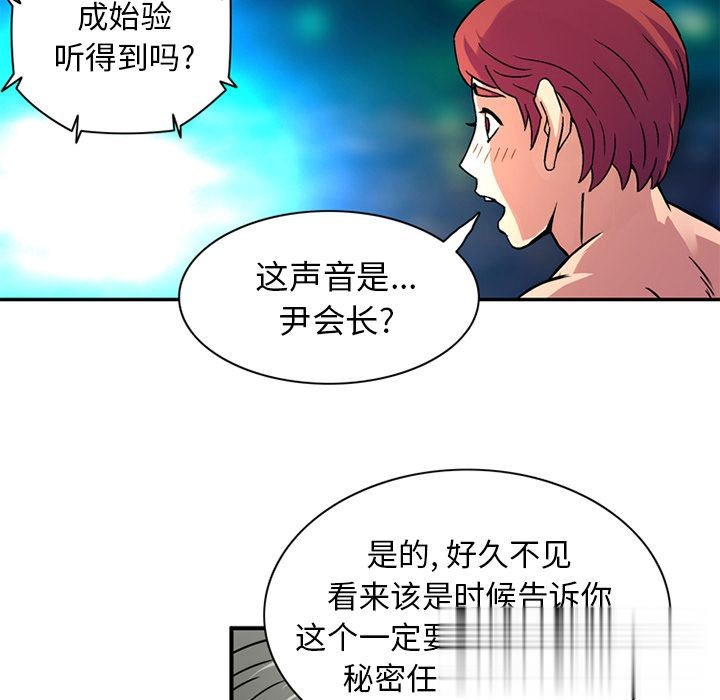 成始验
听得到吗?
这声音是...
尹会长?
是的, 好久不见
看来该是时候告诉你
这个一定要
秘密任